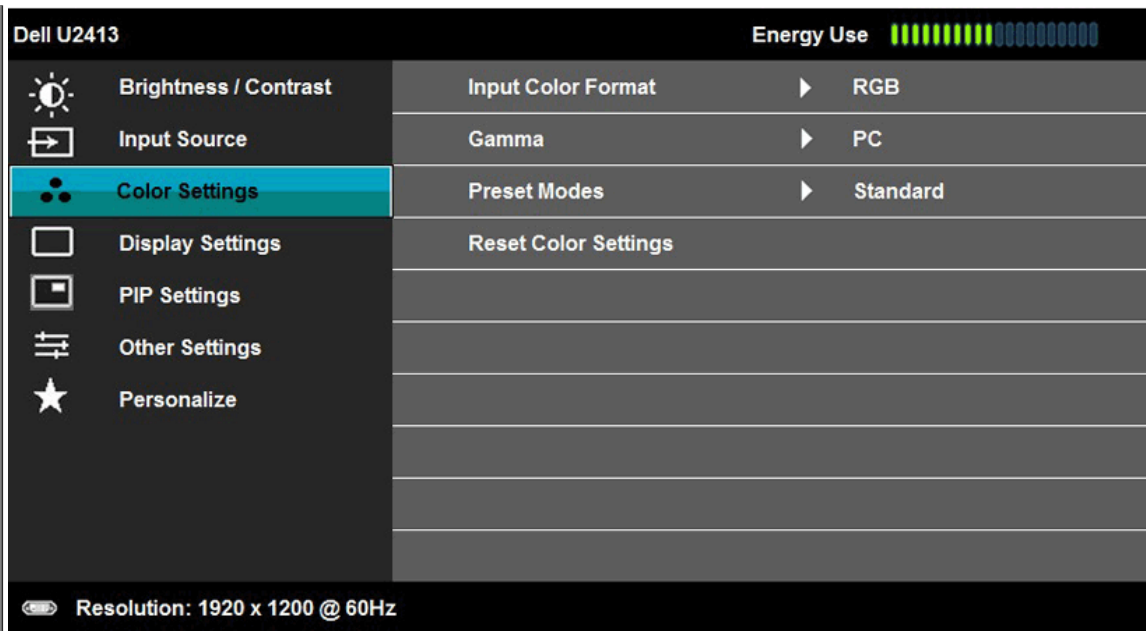 Dell U2413 Energy Use
Brightness / Contrast Input Color Format RGB
Input Source Gamma PC
Color Settings Preset Modes Standard
Display Settings Reset Color Settings
PIP Settings
Other Settings
Personalize
Resolution: 1920 x 1200 @ 60Hz